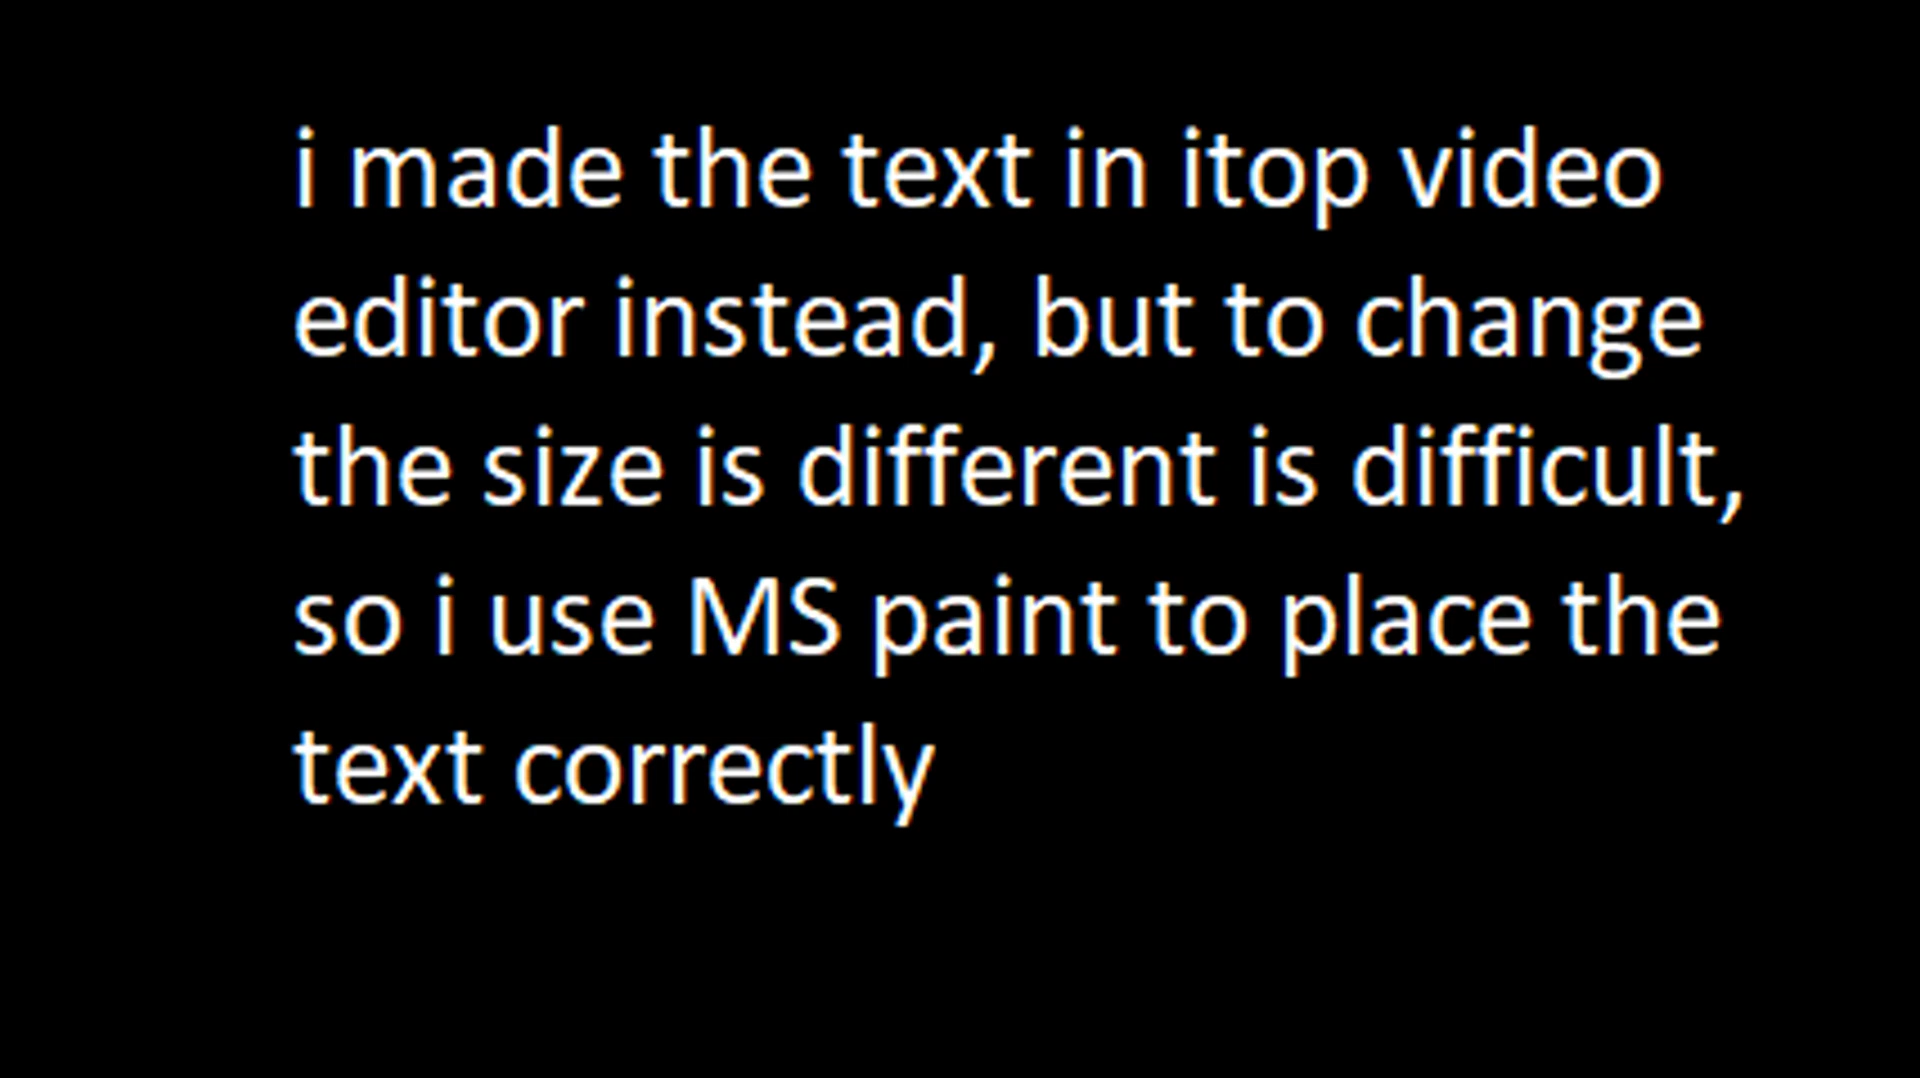 i made the text in itop video
editor instead, but to change
the size is different is difficult,
so i use MS paint to place the
text correctly